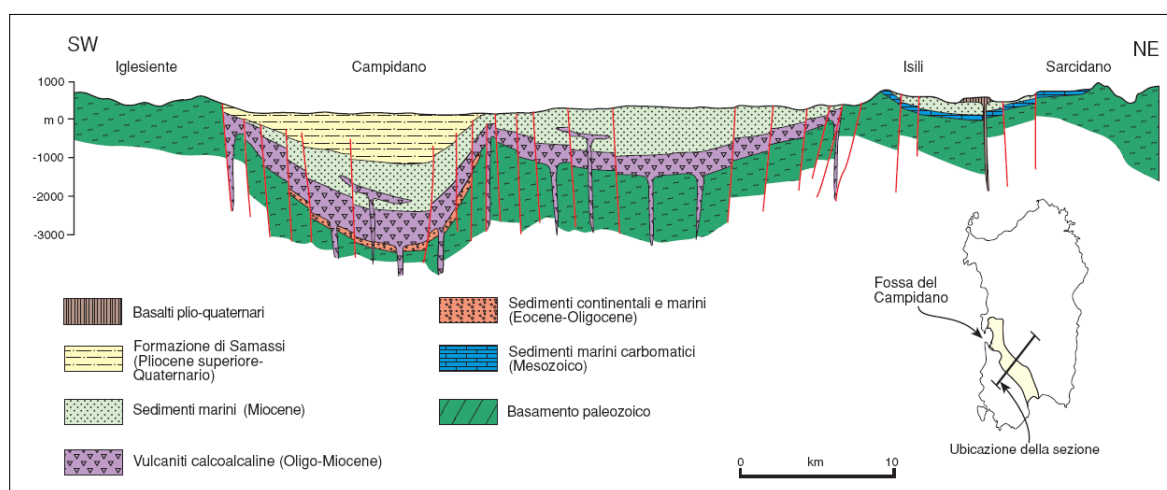 SW
NE
Iglesiente
Campidano
Isili
Sarcidano
1000
m 0
-1000
-2000
-3000
Basalti plio-quaternari
Formazione di Samassi
(Pliocene superiore-
Quaternario)
Sedimenti marini (Miocene)
Vulcaniti calcoalcaline (Oligo-Miocene)
Sedimenti continentali e marini
(Eocene-Oligocene)
Sedimenti marini carbomatici
(Mesozoico)
Basamento paleozoico
0 km 10
Fossa del
Campidano
Ubicazione della sezione